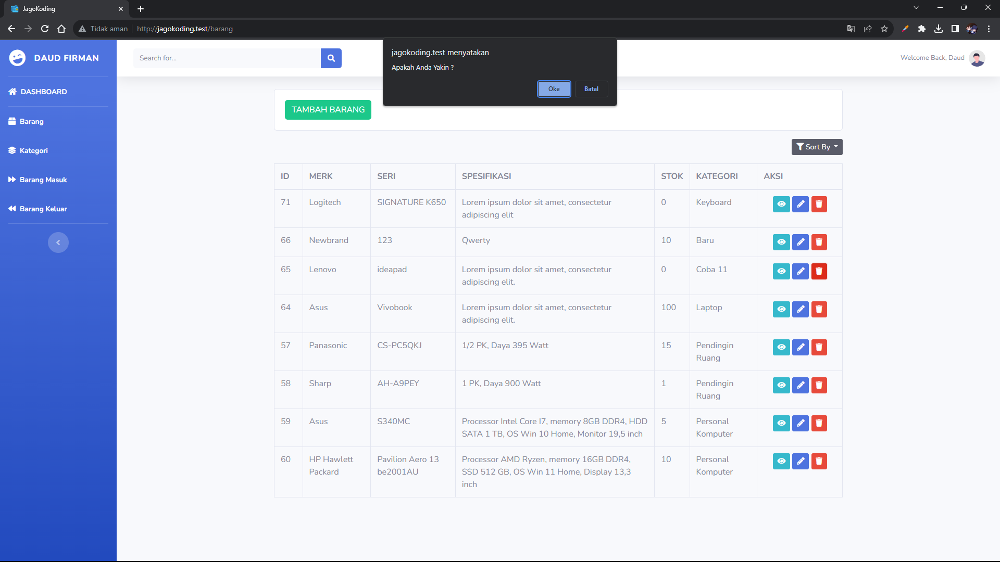 JagoKoding
Tidak aman
http://jagokoding.test/barang
jagokoding.test menyatakan
Apakah Anda Yakin ?
Oke
Batal
DAUD FIRMAN
Search for...
Welcome Back, Daud
DASHBOARD
Barang
Kategori
Barang Masuk
Barang Keluar
TAMBAH BARANG
Sort By
ID MERK SERI SPESIFIKASI STOK KATEGORI AKSI
71 Logitech SIGNATURE K650 Lorem ipsum dolor sit amet, consectetur 0 Keyboard
adipiscing elit
66 Newbrand 123 Qwerty 10 Baru
65 Lenovo ideapad Lorem ipsum dolor sit amet, consectetur 0 Coba 11
adipiscing elit.
64 Asus Vivobook Lorem ipsum dolor sit amet, consectetur 100 Laptop
adipiscing elit.
57 Panasonic CS-PC5QKJ 1/2 PK, Daya 395 Watt 15 Pendingin
Ruang
58 Sharp AH-A9PEY 1 PK, Daya 900 Watt 1 Pendingin
Ruang
59 Asus S340MC Processor Intel Core I7, memory 8GB DDR4, HDD 5 Personal
SATA 1 TB, OS Win 10 Home, Monitor 19,5 inch Komputer
60 HP Hawlett Pavilion Aero 13 Processor AMD Ryzen, memory 16GB DDR4, 10 Personal
Packard be2001AU SSD 512 GB, OS Win 11 Home, Display 13,3 Komputer
inch